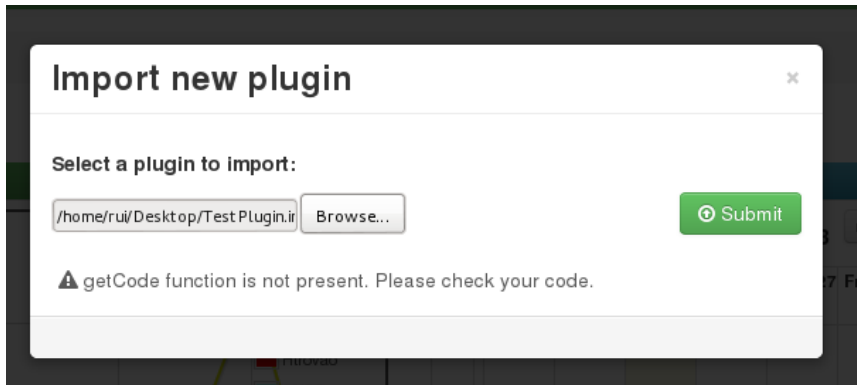 Import new plugin
×
Select a plugin to import:
/home/rui/Desktop/TestPlugin.ir
Browse...
Submit
getCode function is not present. Please check your code.